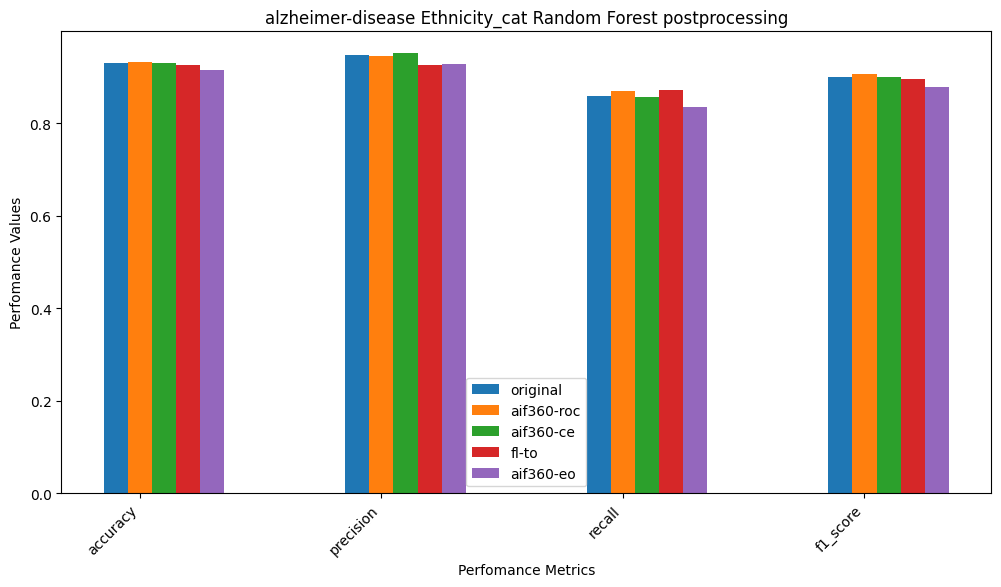 alzheimer-disease Ethnicity_cat Random Forest postprocessing
Perfomance Values
0.8
0.6
0.4
0.2
0.0
original
aif360-roc
aif360-ce
fl-to
aif360-eo
accuracy
precision
recall
f1_score
Perfomance Metrics